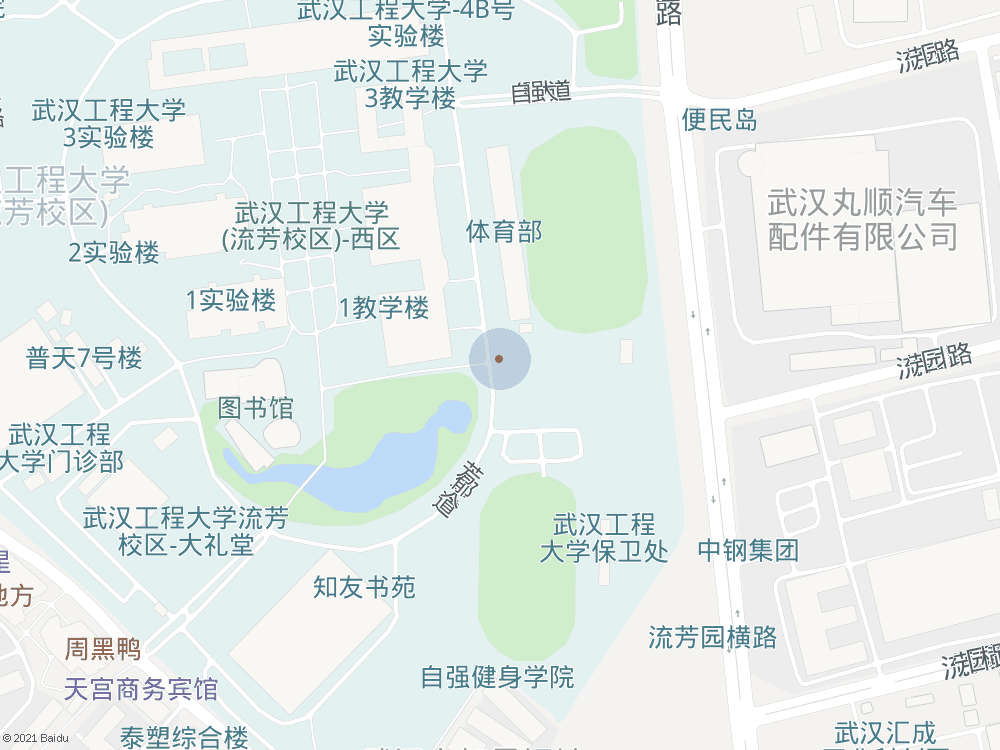 武汉工程大学-4B号
实验楼
路
流园路
武汉工程大学
3教学楼
自强大道
武汉工程大学
3实验楼
便民岛
工程大学
芳校区)
武汉工程大学
(流芳校区)-西区
体育部
武汉丸顺汽车
配件有限公司
2实验楼
1实验楼
1教学楼
普天7号楼
流园路
图书馆
武汉工程
大学门诊部
芳都道
武汉工程大学流芳
校区-大礼堂
武汉工程
大学保卫处
中钢集团
星
地方
知友书苑
周黑鸭
流芳园横路
天宫商务宾馆
自强健身学院
泰塑综合楼
武汉汇成
© 2021 Baidu